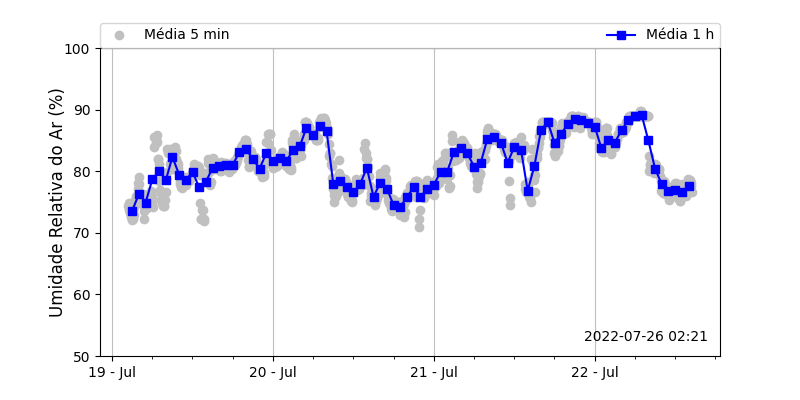 Média 5 min
Média 1 h
Umidade Relativa do Ar (%)
100
90
80
70
60
50
2022-07-26 02:21
19 - Jul
20 - Jul
21 - Jul
22 - Jul